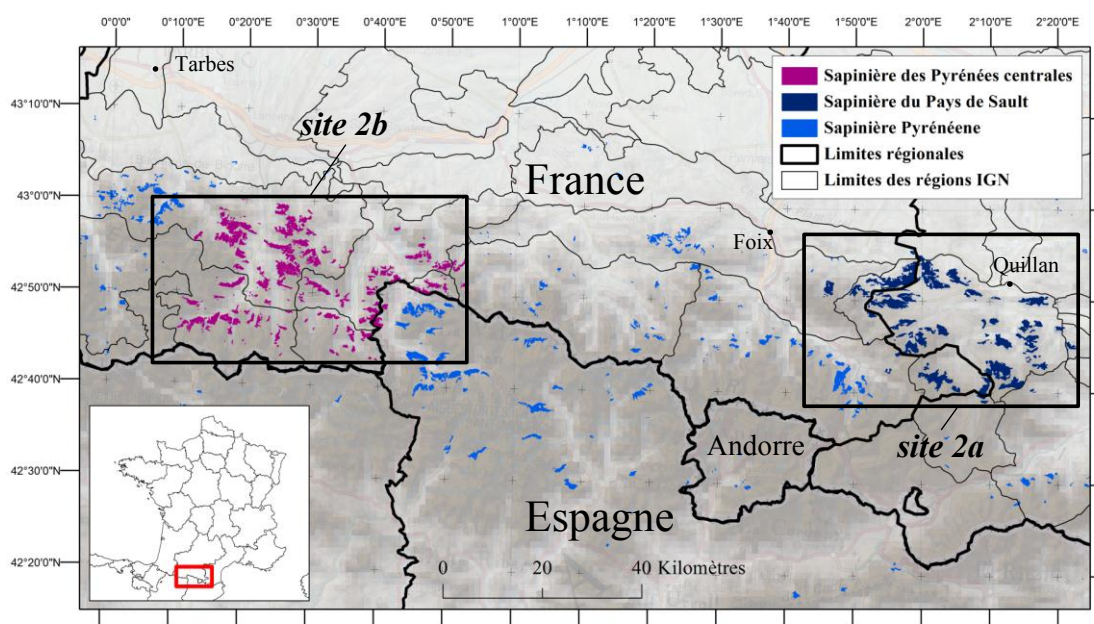 0°0'0" 0°10'0"E 0°20'0"E 0°30'0"E 0°40'0"E 0°50'0"E 1°0'0"E 1°10'0"E 1°20'0"E 1°30'0"E 1°40'0"E 1°50'0"E 2°0'0"E 2°10'0"E 2°20'0"E
Tarbes
Sapinière des Pyrénées centrales
Sapinière du Pays de Sault
Sapinière Pyrénéene
Limites régionales
Limites des régions IGN
43°10'0"N
site 2b
43°0'0"N
France
Foix
Quillan
42°50'0"N
42°40'0"N
Andorre
site 2a
42°30'0"N
Espagne
42°20'0"N
0 20 40 Kilomètres